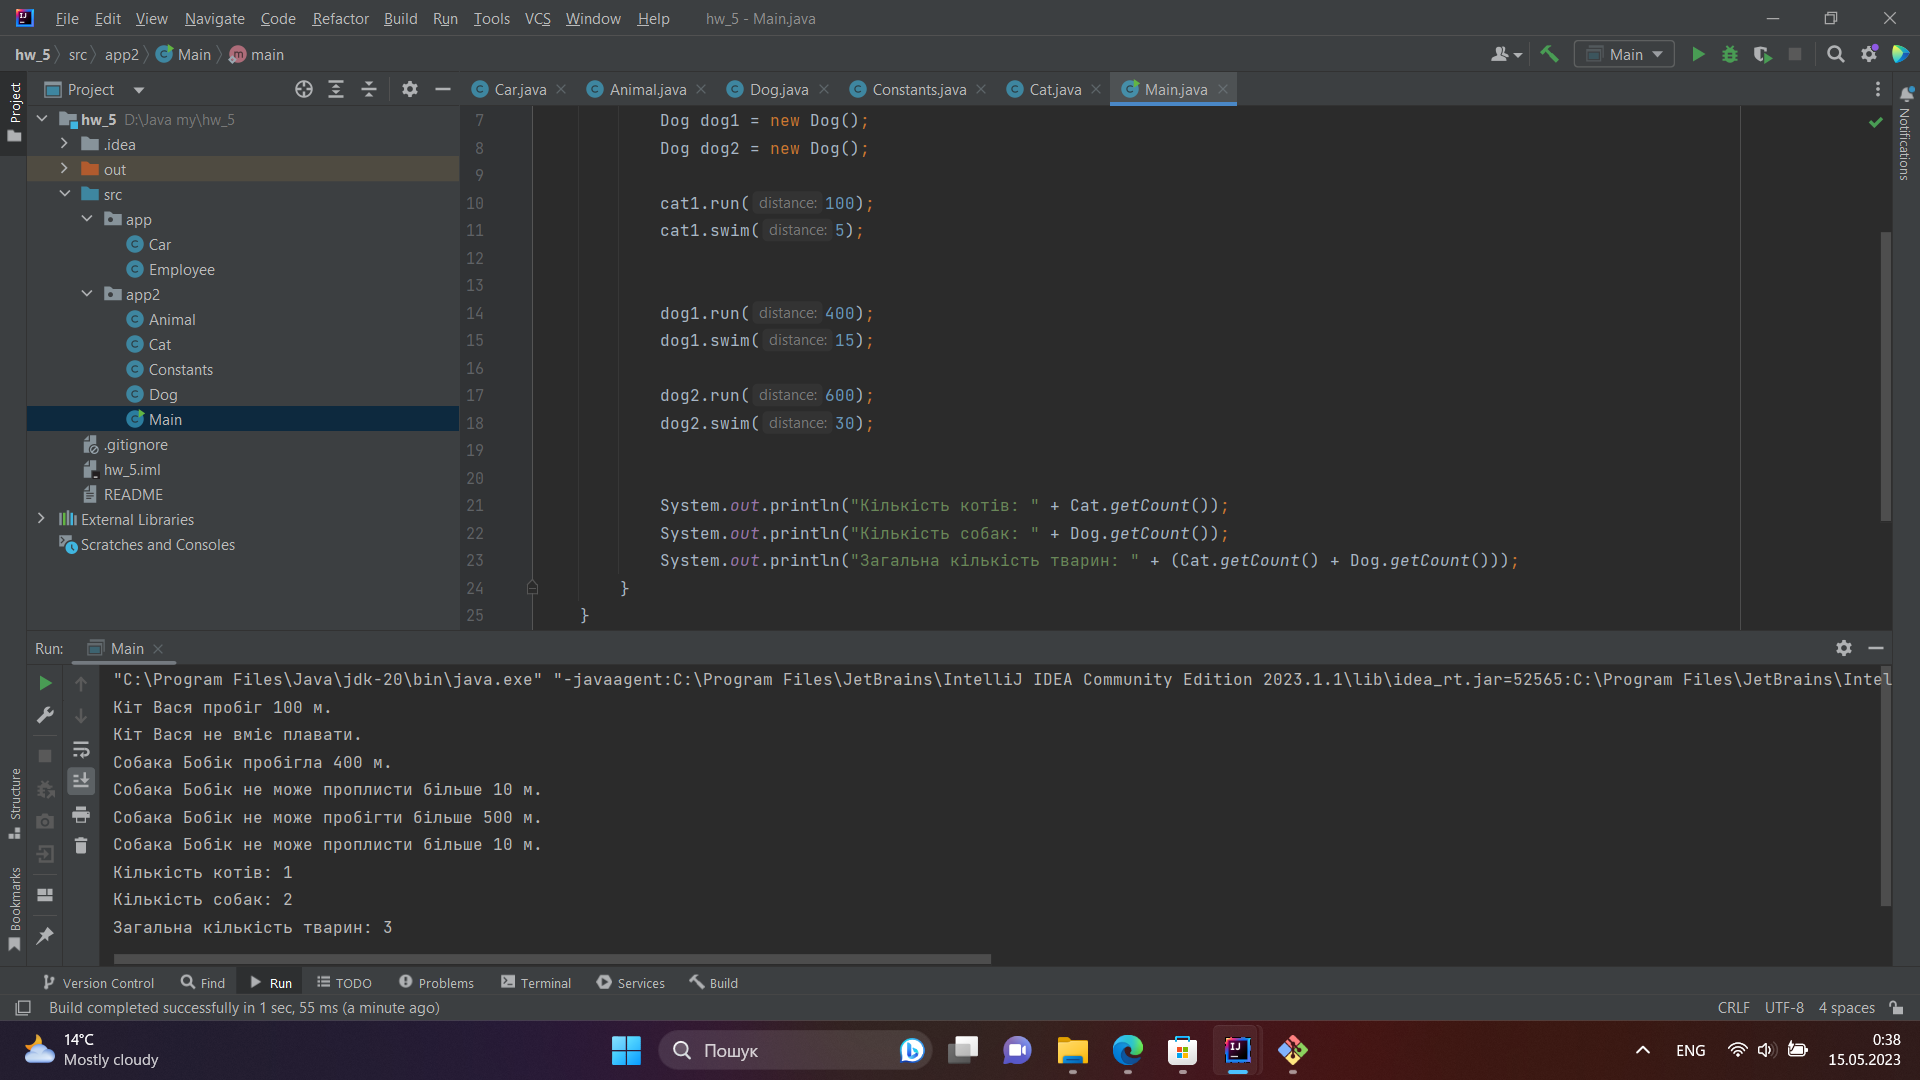 File Edit View Navigate Code Refactor Build Run Tools VCS Window Help hw_5 - Main.java
hw_5 src app2 Main main
Main
Project
Project
Car.java Animal.java Dog.java Constants.java Cat.java Main.java
Notifications
hw_5 D:\Java my\hw_5
.idea
out
src
app
Car
Employee
app2
Animal
Cat
Constants
Dog
Main
.gitignore
hw_5.iml
README
External Libraries
Scratches and Consoles
7 Dog dog1 = new Dog();
8 Dog dog2 = new Dog();
9
10 cat1.run( distance: 100);
11 cat1.swim( distance: 5);
12
13
14 dog1.run( distance: 400);
15 dog1.swim( distance: 15);
16
17 dog2.run( distance: 600);
18 dog2.swim( distance: 30);
19
20
21 System.out.println("Кількість котів: " + Cat.getCount());
22 System.out.println("Кількість собак: " + Dog.getCount());
23 System.out.println("Загальна кількість тварин: " + (Cat.getCount() + Dog.getCount()));
24 }
25 }
Run: Main
"C:\Program Files\Java\jdk-20\bin\java.exe" "-javaagent:C:\Program Files\JetBrains\IntelliJ IDEA Community Edition 2023.1.1\lib\idea_rt.jar=52565:C:\Program Files\JetBrains\Intel
Кіт Вася пробіг 100 м.
Кіт Вася не вміє плавати.
Собака Бобік пробігла 400 м.
Собака Бобік не може проплисти більше 10 м.
Собака Бобік не може пробігти більше 500 м.
Собака Бобік не може проплисти більше 10 м.
Кількість котів: 1
Кількість собак: 2
Загальна кількість тварин: 3
Structure
Bookmarks
Version Control Find Run TODO Problems Terminal Services Build
Build completed successfully in 1 sec, 55 ms (a minute ago) CRLF UTF-8 4 spaces
14°C
Mostly cloudy
Пошук
ENG
0:38
15.05.2023